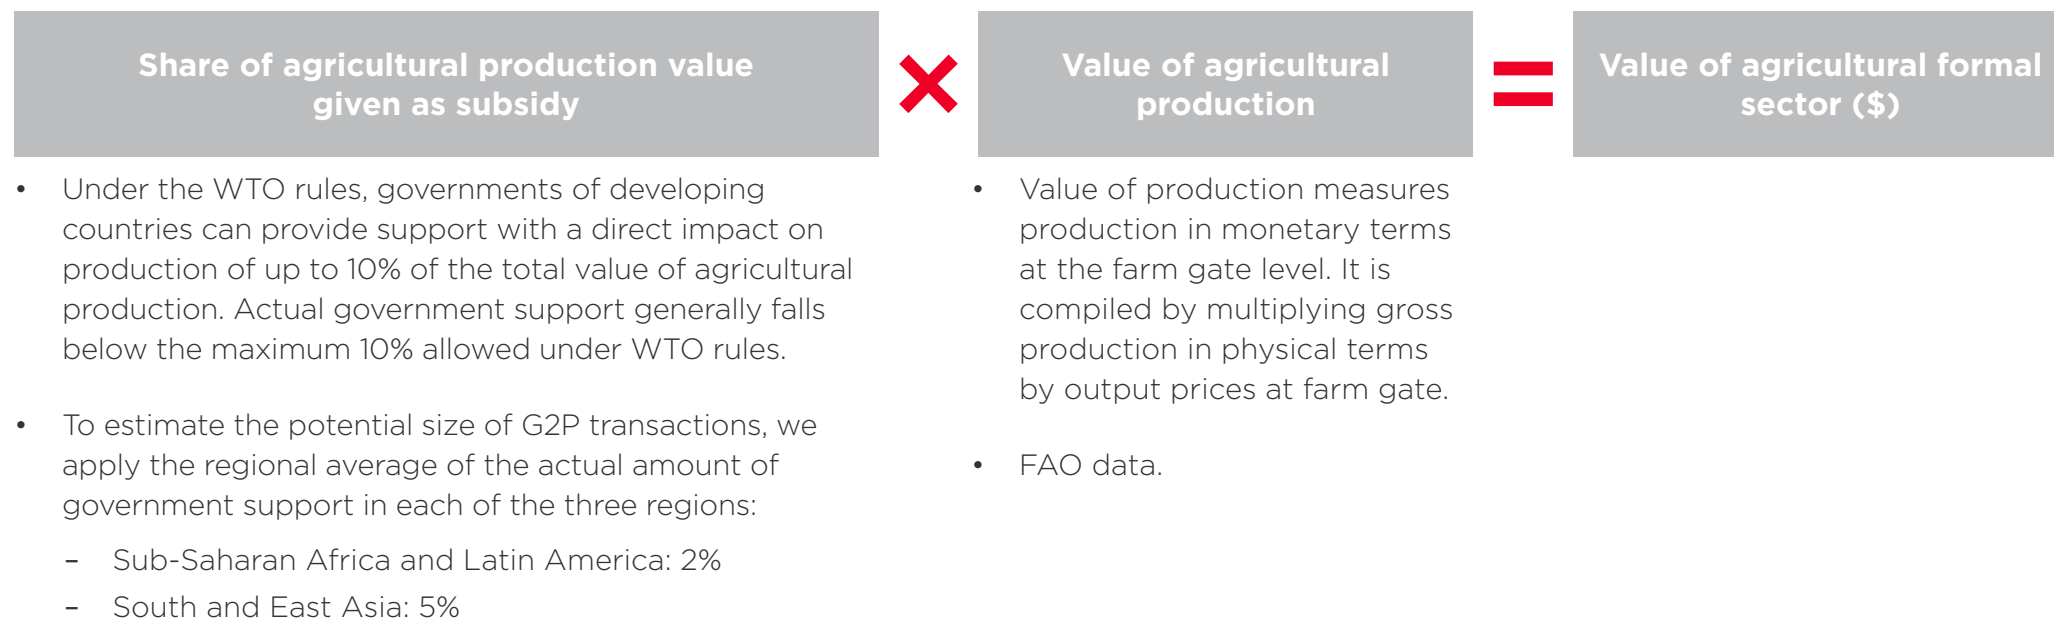 Share of agricultural production value
given as subsidy
×
Value of agricultural
production
=
Value of agricultural formal
sector ($)
• Under the WTO rules, governments of developing
countries can provide support with a direct impact on
production of up to 10% of the total value of agricultural
production. Actual government support generally falls
below the maximum 10% allowed under WTO rules.
• To estimate the potential size of G2P transactions, we
apply the regional average of the actual amount of
government support in each of the three regions:
– Sub-Saharan Africa and Latin America: 2%
– South and East Asia: 5%
• Value of production measures
production in monetary terms
at the farm gate level. It is
compiled by multiplying gross
production in physical terms
by output prices at farm gate.
• FAO data.